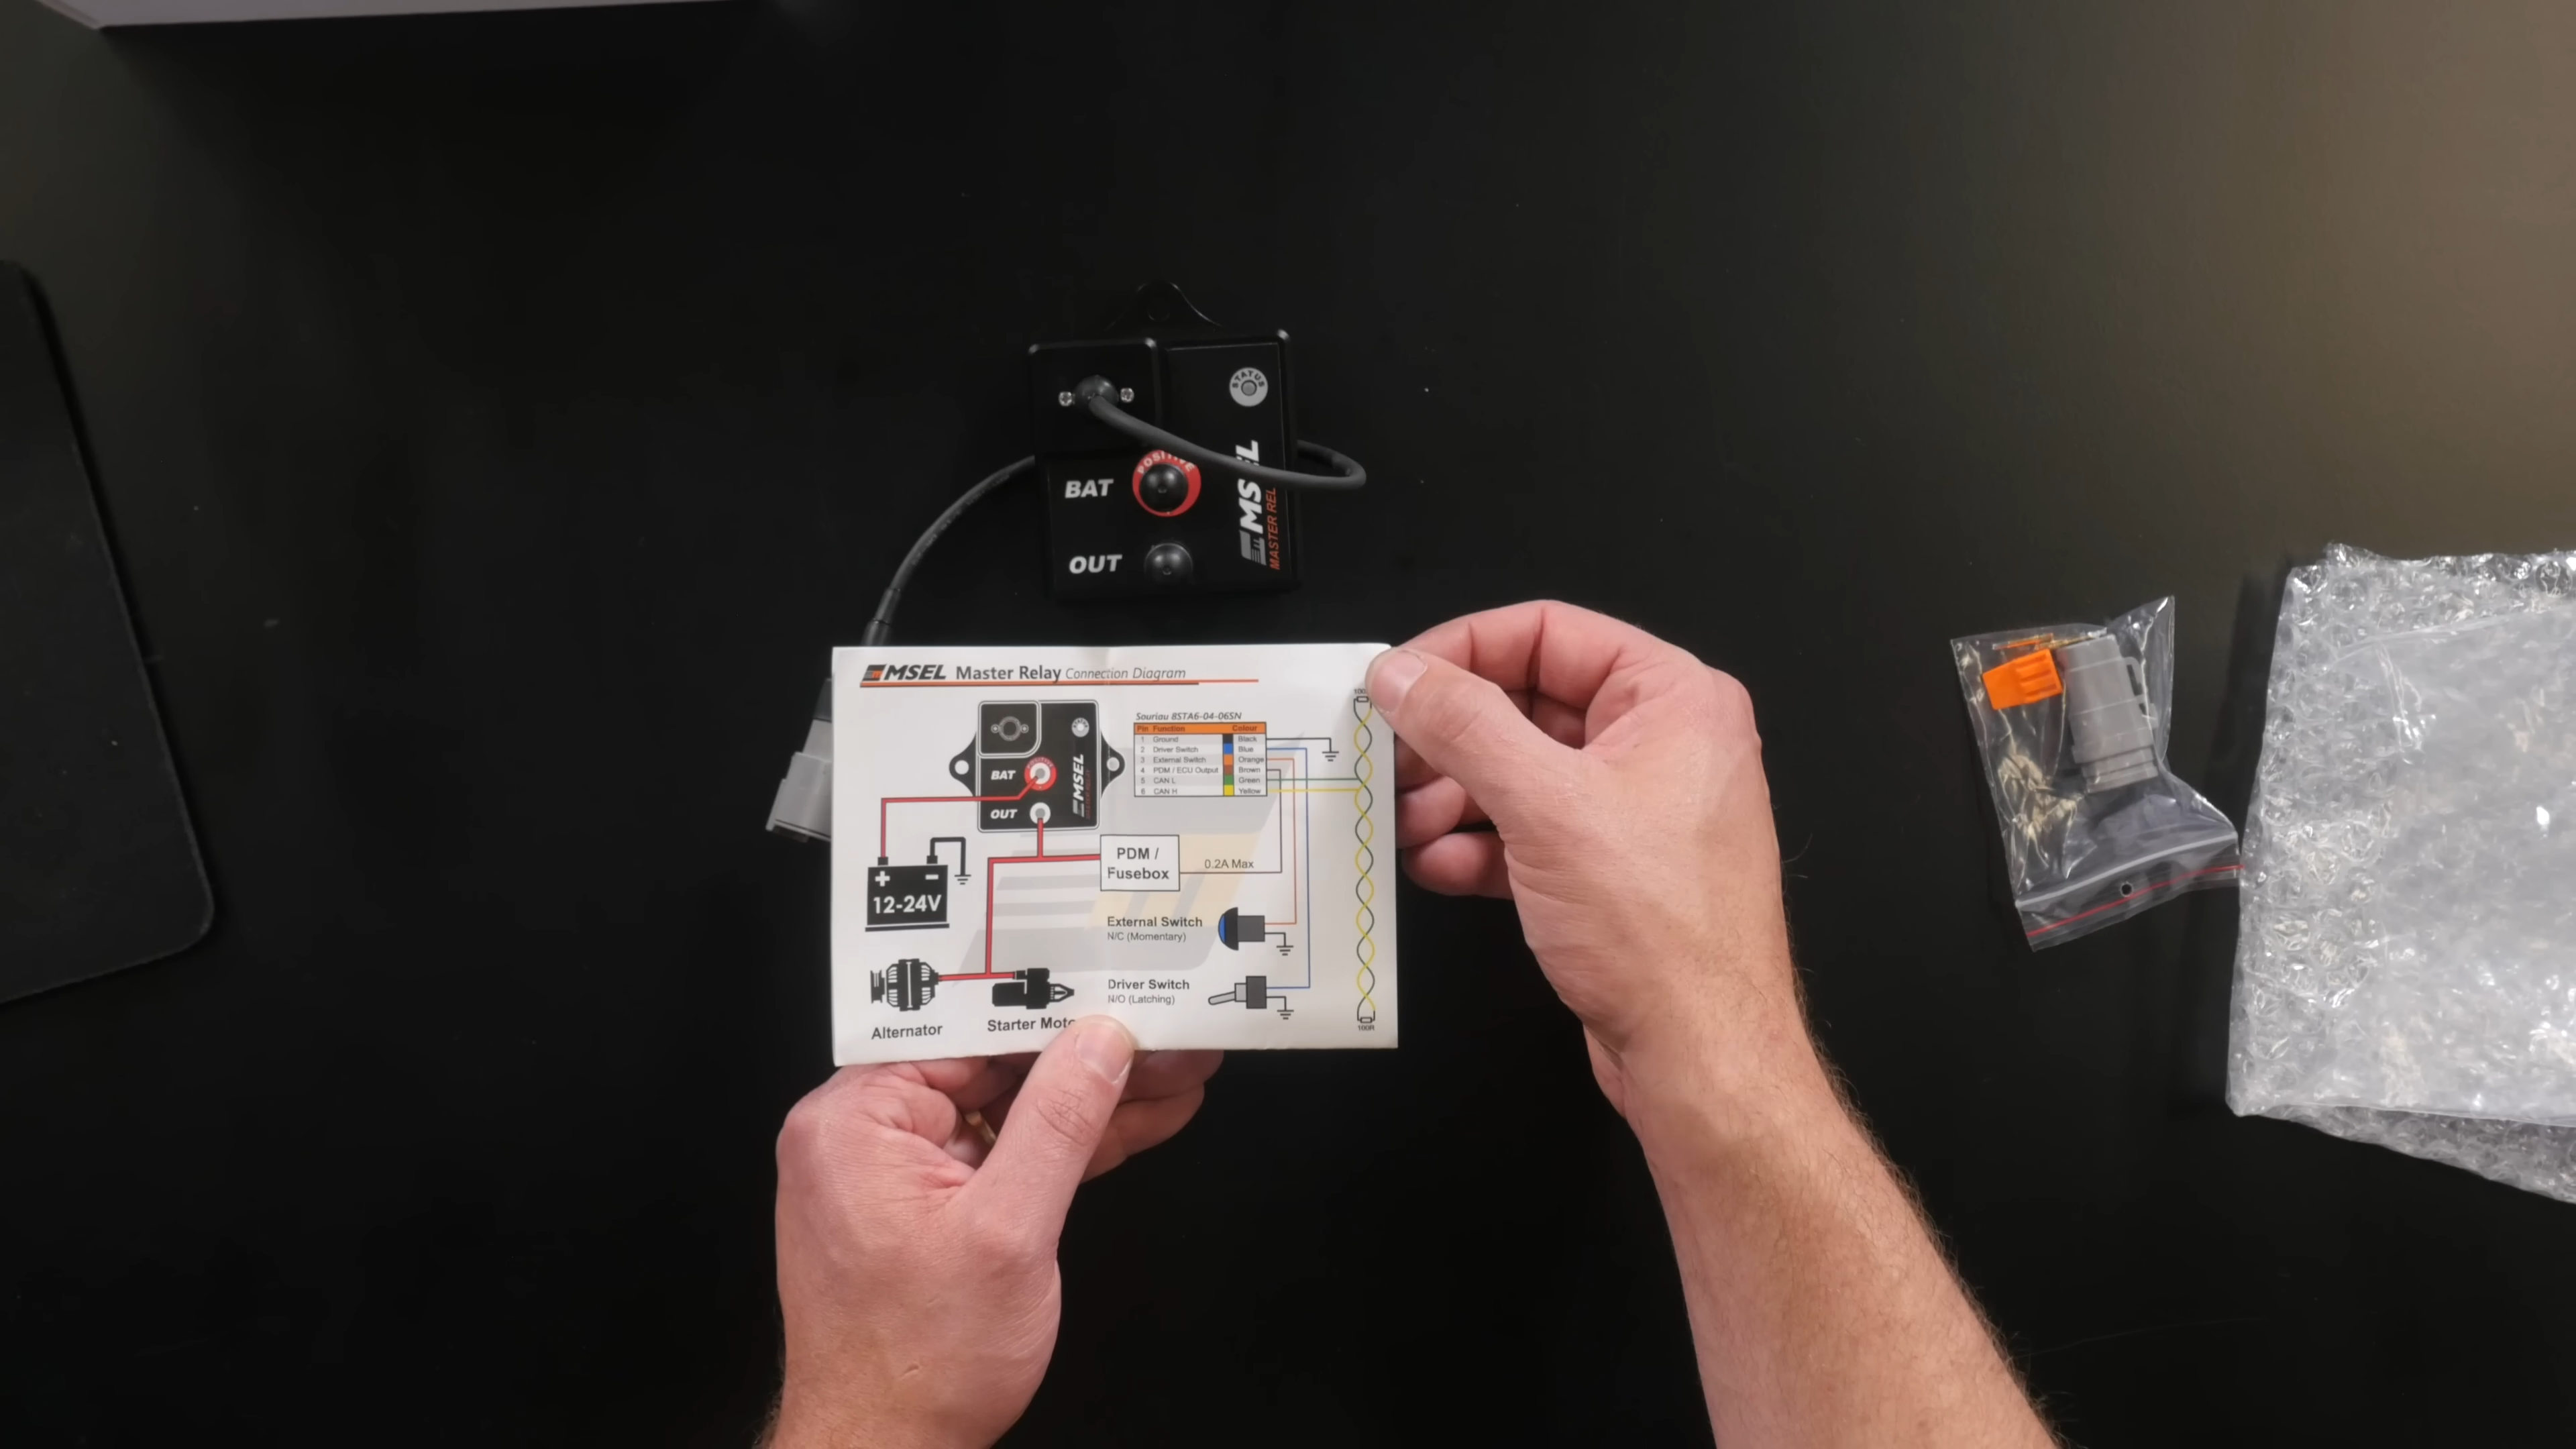 STATUS
POSITIVE
BAT
OUT
MSEL
MASTER REL
MSEL Master Relay Connection Diagram
Souriau 8STA6-04-06SN
Pin Function Colour
1 Ground Black
2 Driver Switch Blue
3 External Switch Orange
4 PDM / ECU Output Brown
5 CAN L Green
6 CAN H Yellow
BAT
OUT
MSEL
+ -
12-24V
PDM /
Fusebox
0.2A Max
External Switch
N/C (Momentary)
Driver Switch
N/O (Latching)
Alternator
Starter Moto
100
100R